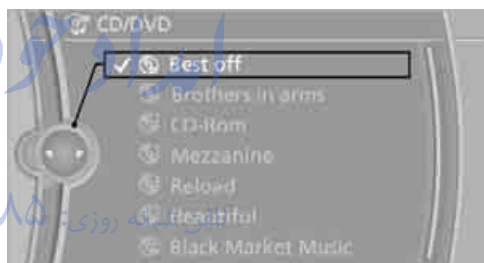 CD/DVD
Best off
Brothers in arms
CD-Rom
Mezzanine
Reload
Beautiful
Black Market Music